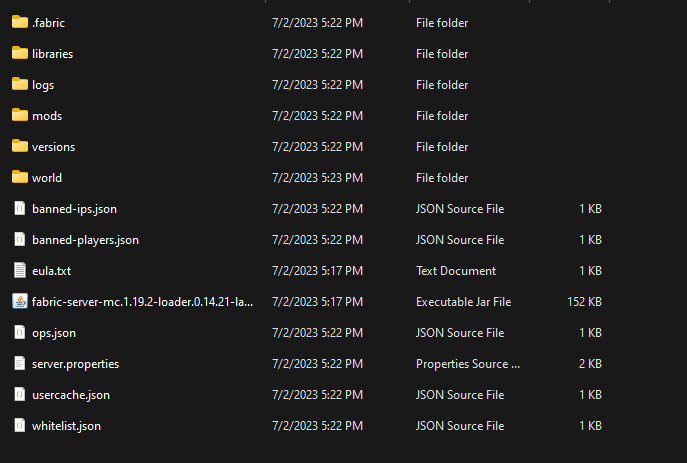 .fabric 7/2/2023 5:22 PM File folder
libraries 7/2/2023 5:22 PM File folder
logs 7/2/2023 5:22 PM File folder
mods 7/2/2023 5:22 PM File folder
versions 7/2/2023 5:22 PM File folder
world 7/2/2023 5:23 PM File folder
banned-ips.json 7/2/2023 5:22 PM JSON Source File 1 KB
banned-players.json 7/2/2023 5:22 PM JSON Source File 1 KB
eula.txt 7/2/2023 5:17 PM Text Document 1 KB
fabric-server-mc.1.19.2-loader.0.14.21-la... 7/2/2023 5:17 PM Executable Jar File 152 KB
ops.json 7/2/2023 5:22 PM JSON Source File 1 KB
server.properties 7/2/2023 5:22 PM Properties Source ... 2 KB
usercache.json 7/2/2023 5:22 PM JSON Source File 1 KB
whitelist.json 7/2/2023 5:22 PM JSON Source File 1 KB